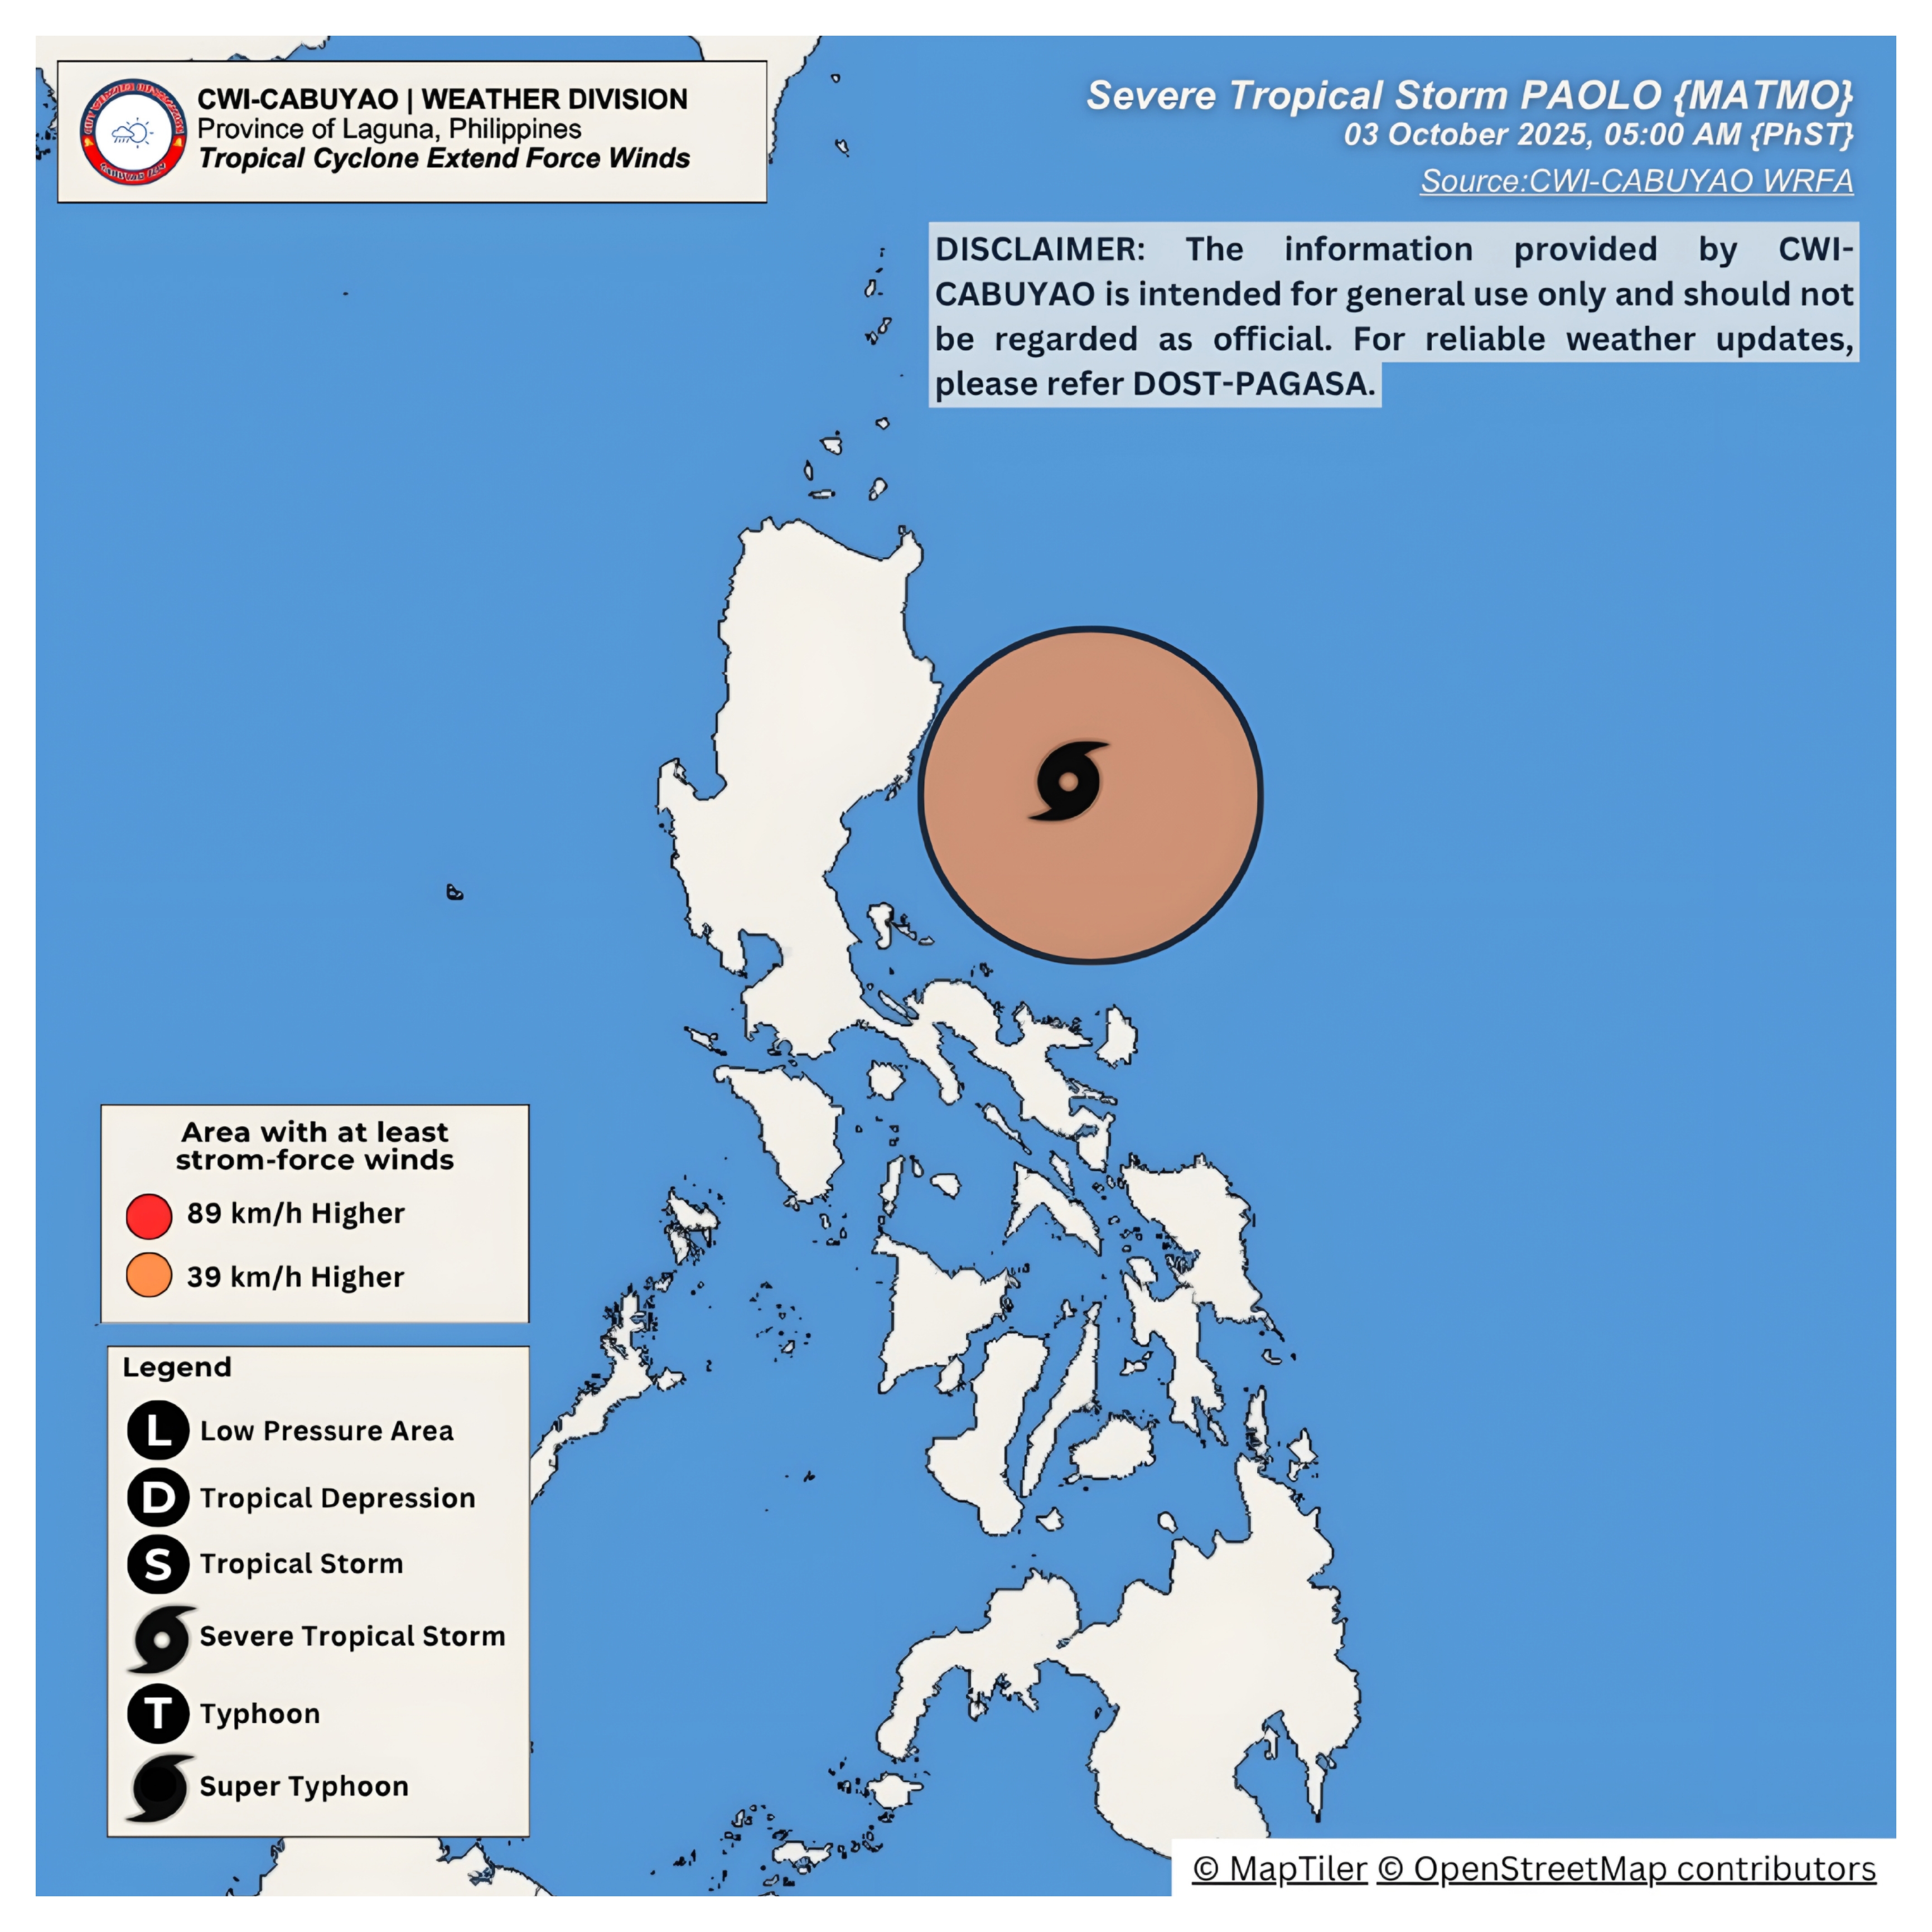 CWI-CABUYAO | WEATHER DIVISION
Province of Laguna, Philippines
Tropical Cyclone Extend Force Winds
Severe Tropical Storm PAOLO {MATMO}
03 October 2025, 05:00 AM {PhST}
Source:CWI-CABUYAO WRFA
DISCLAIMER: The information provided by CWI-
CABUYAO is intended for general use only and should not
be regarded as official. For reliable weather updates,
please refer DOST-PAGASA.
Area with at least
strom-force winds
89 km/h Higher
39 km/h Higher
Legend
L Low Pressure Area
D Tropical Depression
S Tropical Storm
Severe Tropical Storm
T Typhoon
Super Typhoon
© MapTiler © OpenStreetMap contributors